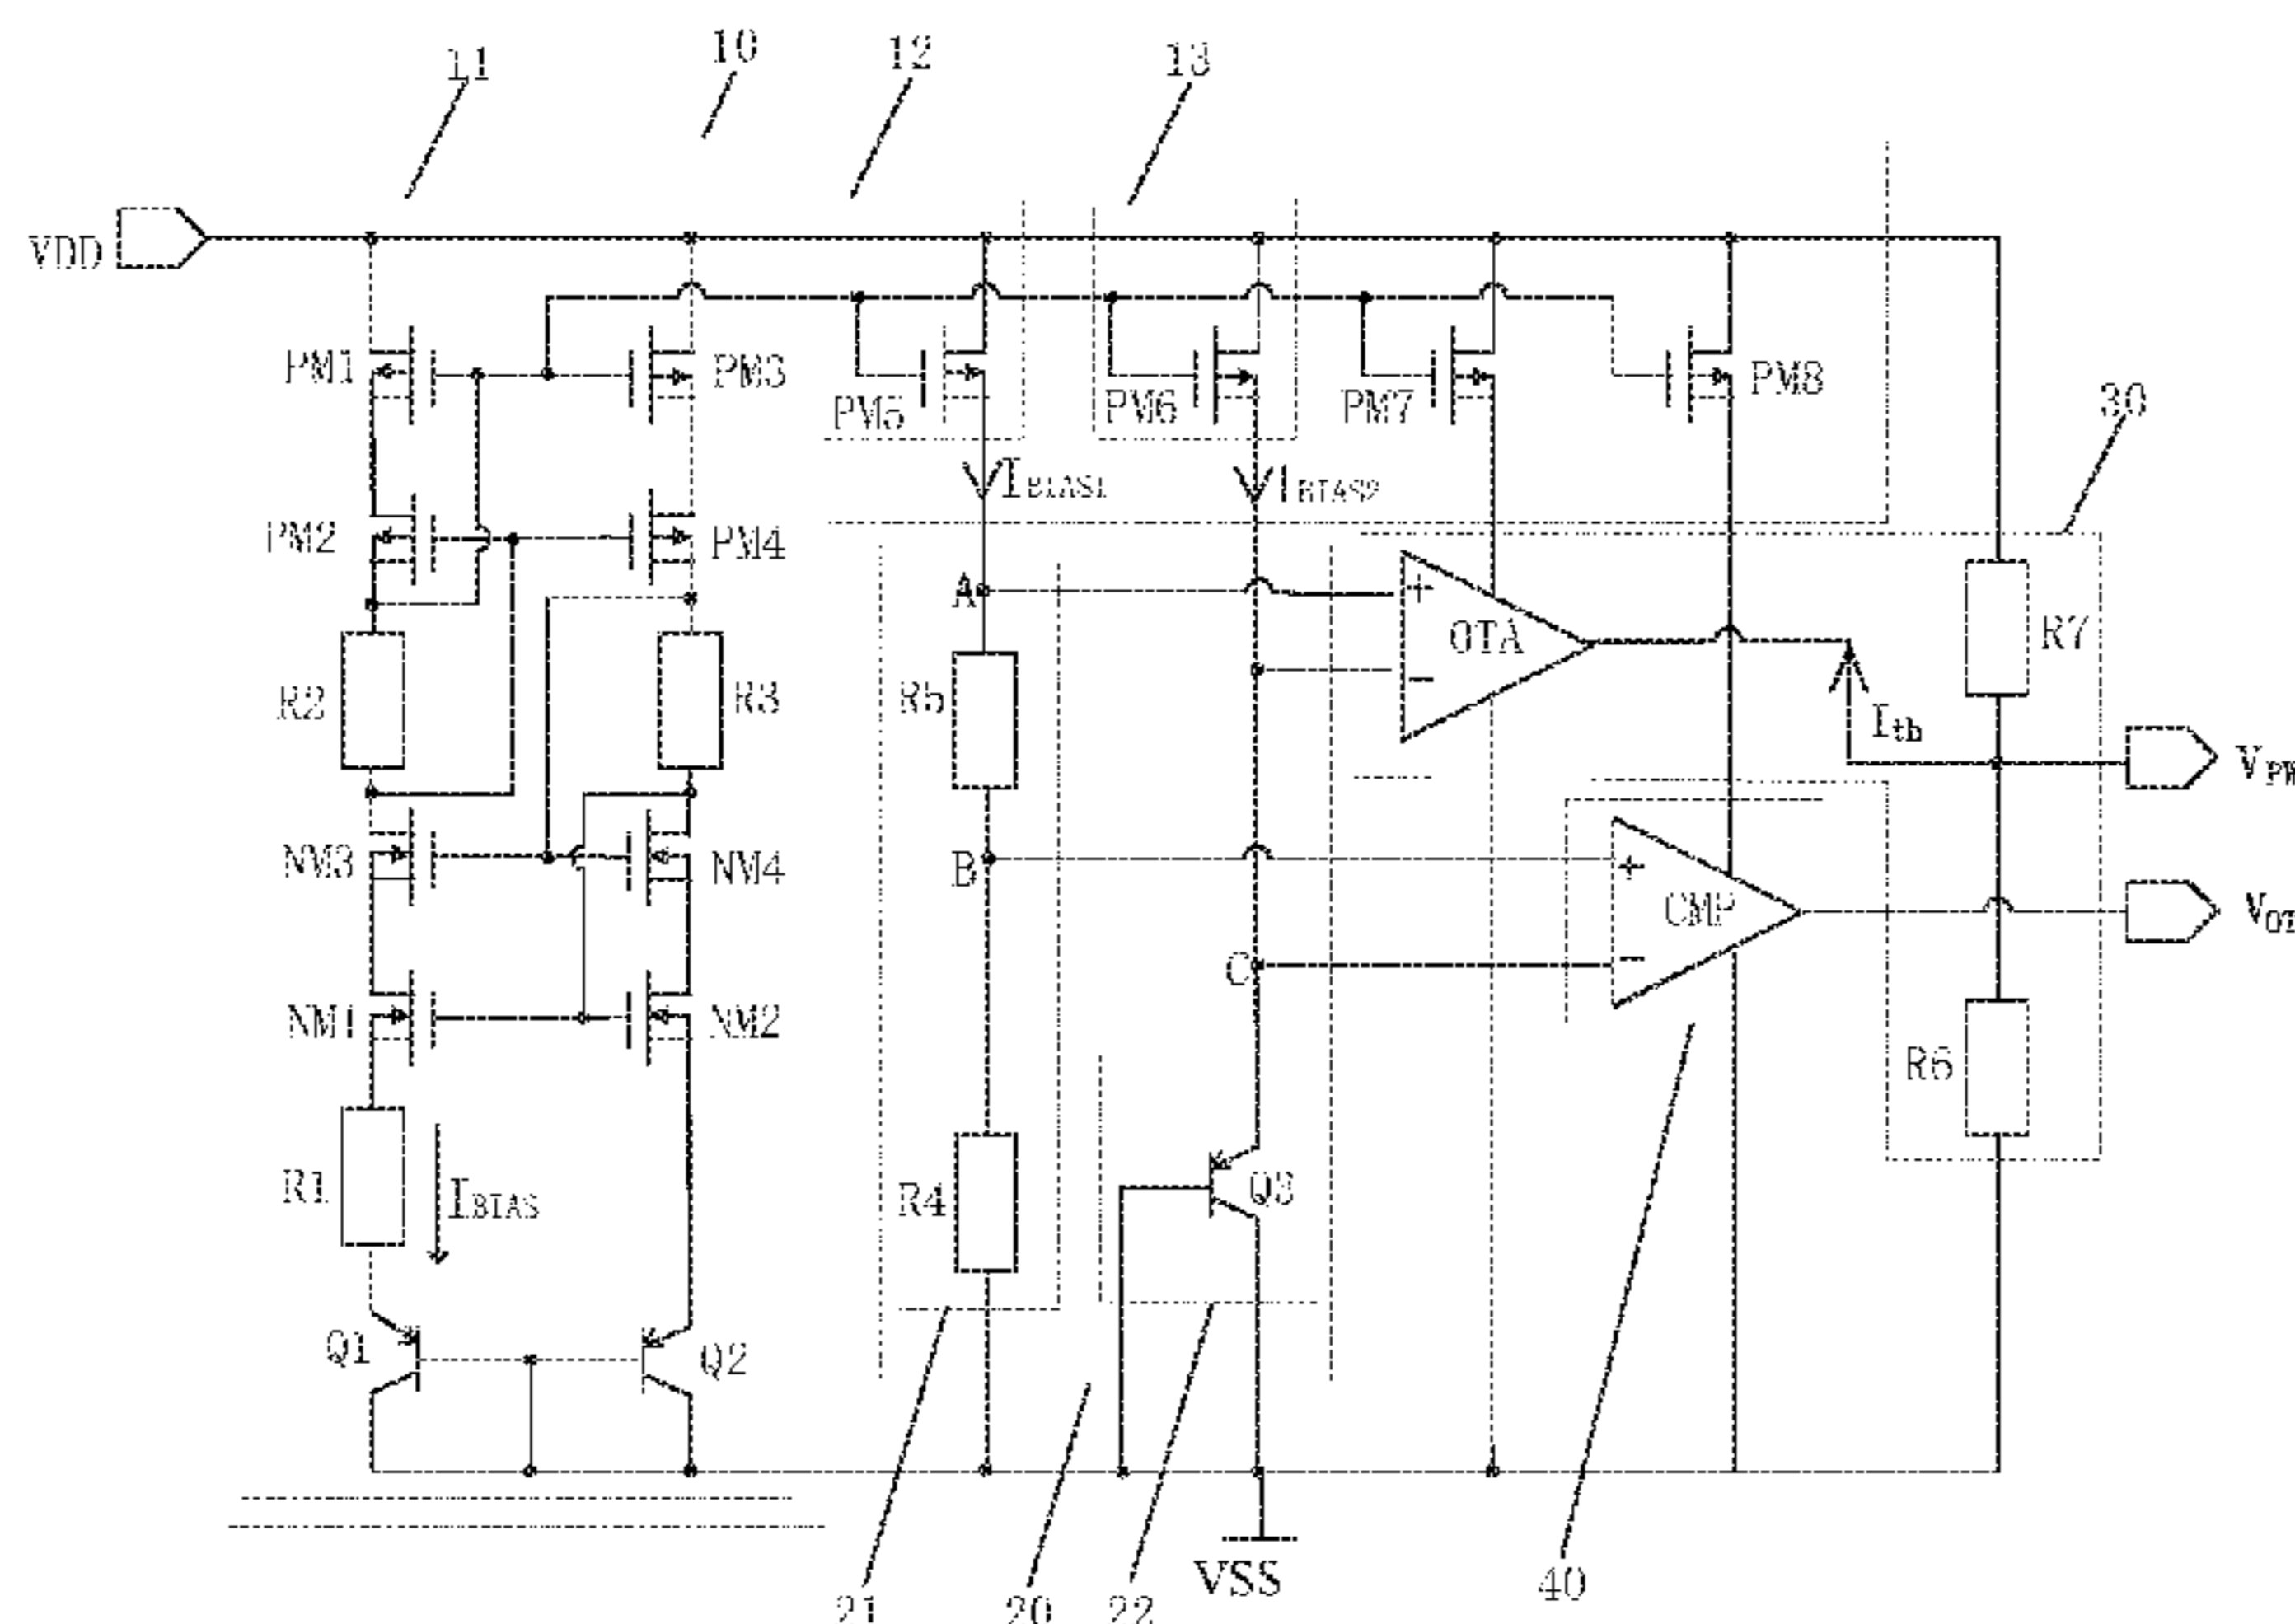 11
10
12
13
VDD
PM1
PM3
PM5
PM6
PM7
PM8
30
IBIAS1
IBIAS2
PM2
PM4
A
+
OTA
−
R7
R2
R3
R5
Ith
NM3
NM4
B
+
CMP
−
C
NM1
NM2
R6
R1
IBIAS
R4
Q3
Q1
Q2
VSS
21
20
22
40